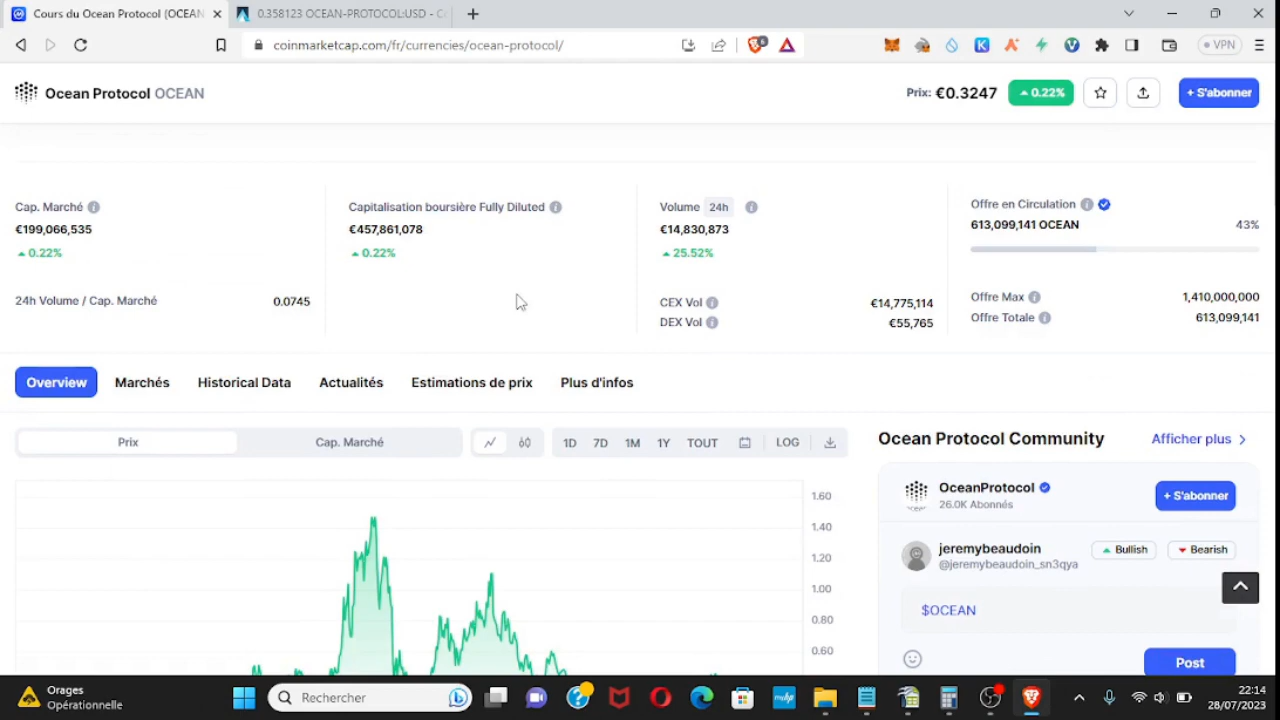 Cours du Ocean Protocol (OCEAN
0.358123 OCEAN-PROTOCOL:USD - C
coinmarketcap.com/fr/currencies/ocean-protocol/
6
VPN
Ocean Protocol OCEAN
Prix: €0.3247
0.22%
+ S'abonner
Cap. Marché
€199,066,535
0.22%
24h Volume / Cap. Marché 0.0745
Capitalisation boursière Fully Diluted
€457,861,078
0.22%
Volume 24h
€14,830,873
25.52%
CEX Vol €14,775,114
DEX Vol €55,765
Offre en Circulation
613,099,141 OCEAN 43%
Offre Max 1,410,000,000
Offre Totale 613,099,141
Overview Marchés Historical Data Actualités Estimations de prix Plus d'infos
Prix Cap. Marché 1D 7D 1M 1Y TOUT LOG
1.60
1.40
1.20
1.00
0.80
0.60
Ocean Protocol Community Afficher plus
OceanProtocol
26.0K Abonnés
+ S'abonner
jeremybeaudoin
@jeremybeaudoin_sn3qya
Bullish Bearish
$OCEAN
Post
Orages
Opérationnelle
Rechercher
22:14
28/07/2023